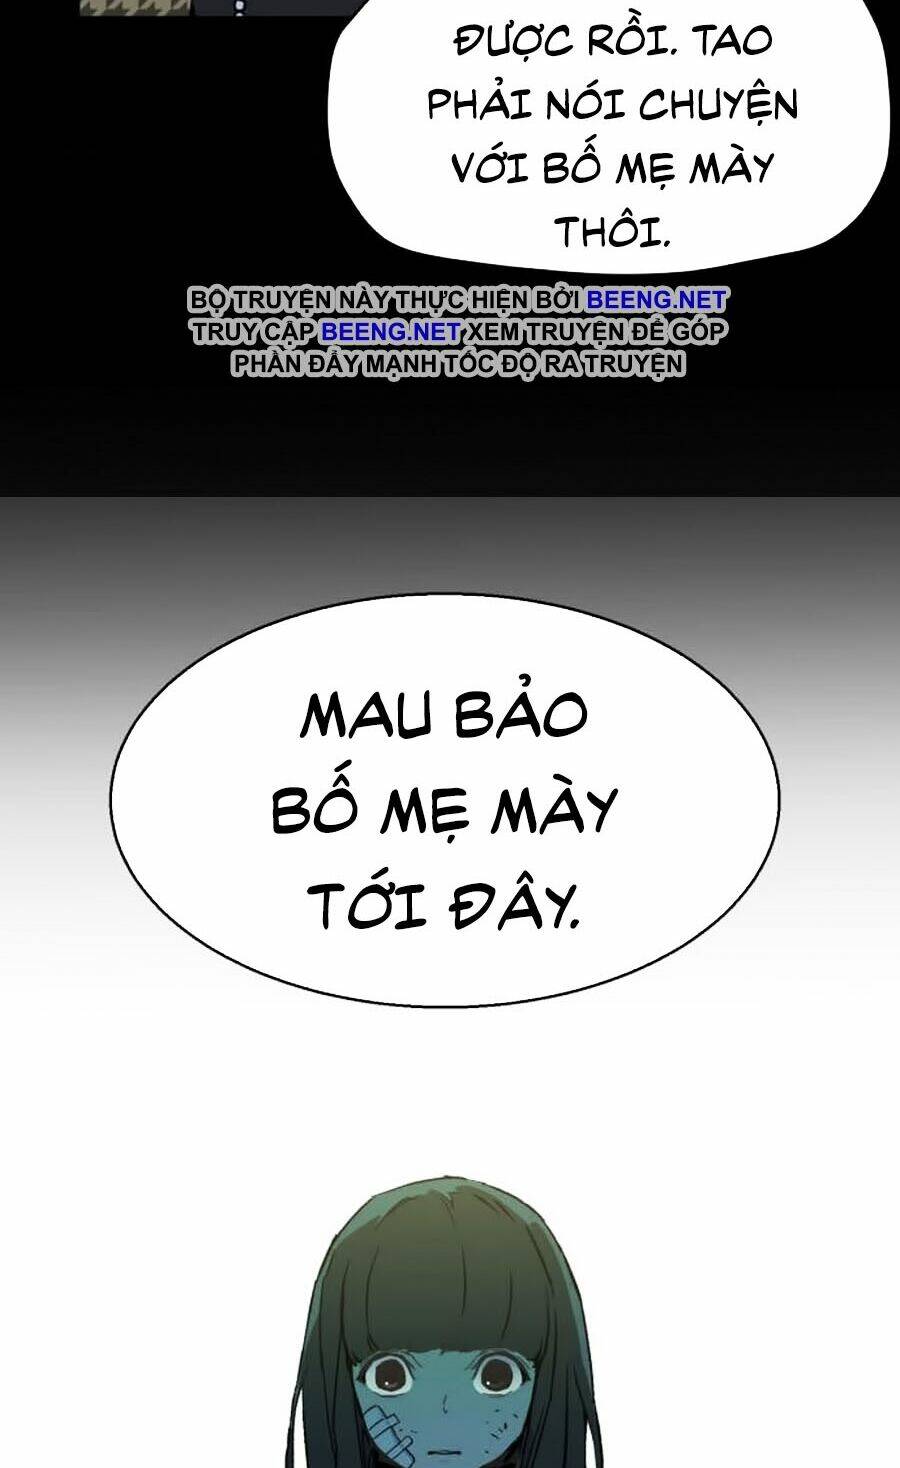 ĐƯỢC RỒI. TAO
PHẢI NÓI CHUYỆN
VỚI BỐ MẸ MÀY
THÔI.
BỘ TRUYỆN NÀY THỰC HIỆN BỞI BEENG.NET
TRUY CẬP BEENG.NET XEM TRUYỆN ĐỂ GÓP
PHẦN ĐẨY MẠNH TỐC ĐỘ RA TRUYỆN
MAU BẢO
BỐ MẸ MÀY
TỚI ĐÂY.